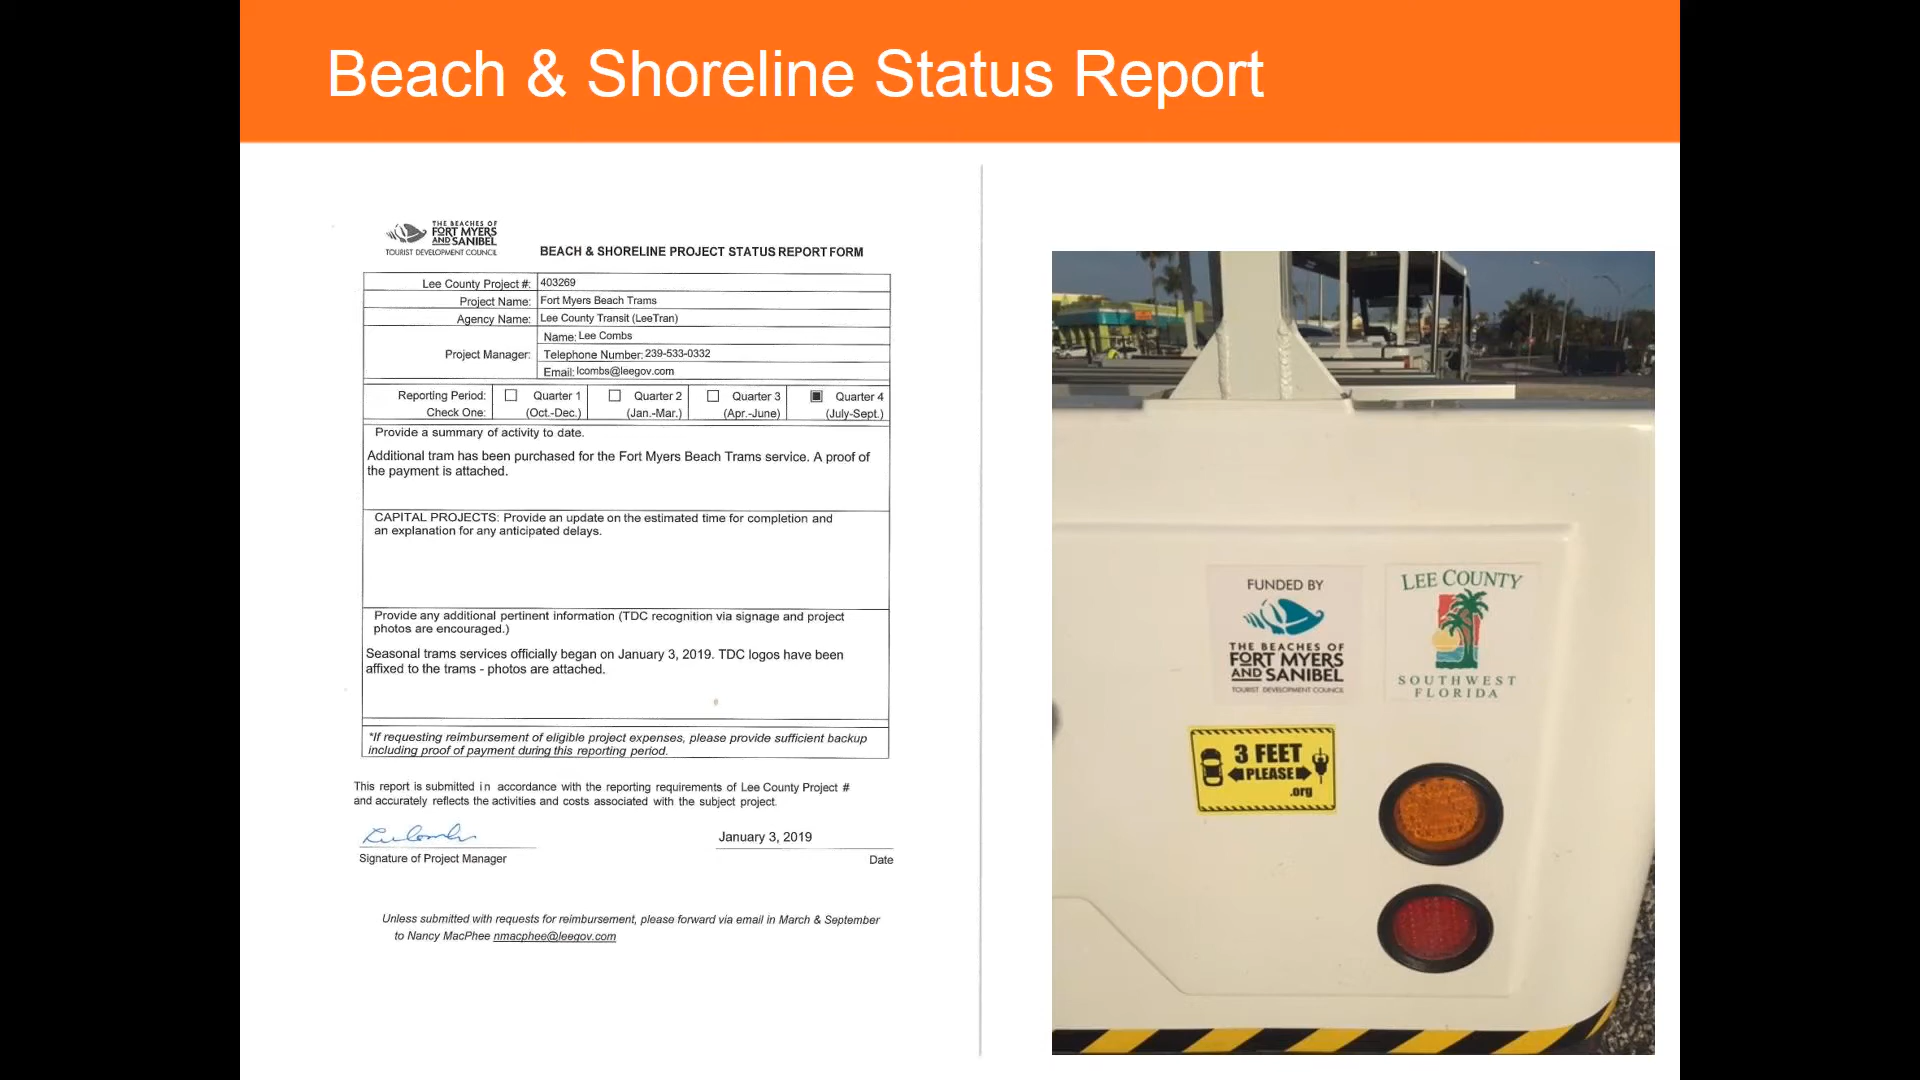 Beach & Shoreline Status Report
THE BEACHES OF
FORT MYERS
AND SANIBEL
TOURIST DEVELOPMENT COUNCIL
BEACH & SHORELINE PROJECT STATUS REPORT FORM
Lee County Project #: 403269
Project Name: Fort Myers Beach Trams
Agency Name: Lee County Transit (LeeTran)
Project Manager:
Name: Lee Combs
Telephone Number: 239-533-0332
Email: lcombs@leegov.com
Reporting Period: Quarter 1 Quarter 2 Quarter 3 Quarter 4
Check One: (Oct.-Dec.) (Jan.-Mar.) (Apr.-June) (July-Sept.)
Provide a summary of activity to date.
Additional tram has been purchased for the Fort Myers Beach Trams service. A proof of
the payment is attached.
CAPITAL PROJECTS: Provide an update on the estimated time for completion and
an explanation for any anticipated delays.
Provide any additional pertinent information (TDC recognition via signage and project
photos are encouraged.)
Seasonal trams services officially began on January 3, 2019. TDC logos have been
affixed to the trams - photos are attached.
*If requesting reimbursement of eligible project expenses, please provide sufficient backup
including proof of payment during this reporting period.
This report is submitted in accordance with the reporting requirements of Lee County Project #
and accurately reflects the activities and costs associated with the subject project.
Lee Combs
January 3, 2019
Signature of Project Manager
Date
Unless submitted with requests for reimbursement, please forward via email in March & September
to Nancy MacPhee nmacphee@leegov.com
FUNDED BY
THE BEACHES OF
FORT MYERS
AND SANIBEL
TOURIST DEVELOPMENT COUNCIL
LEE COUNTY
SOUTHWEST
FLORIDA
3 FEET
PLEASE
.org